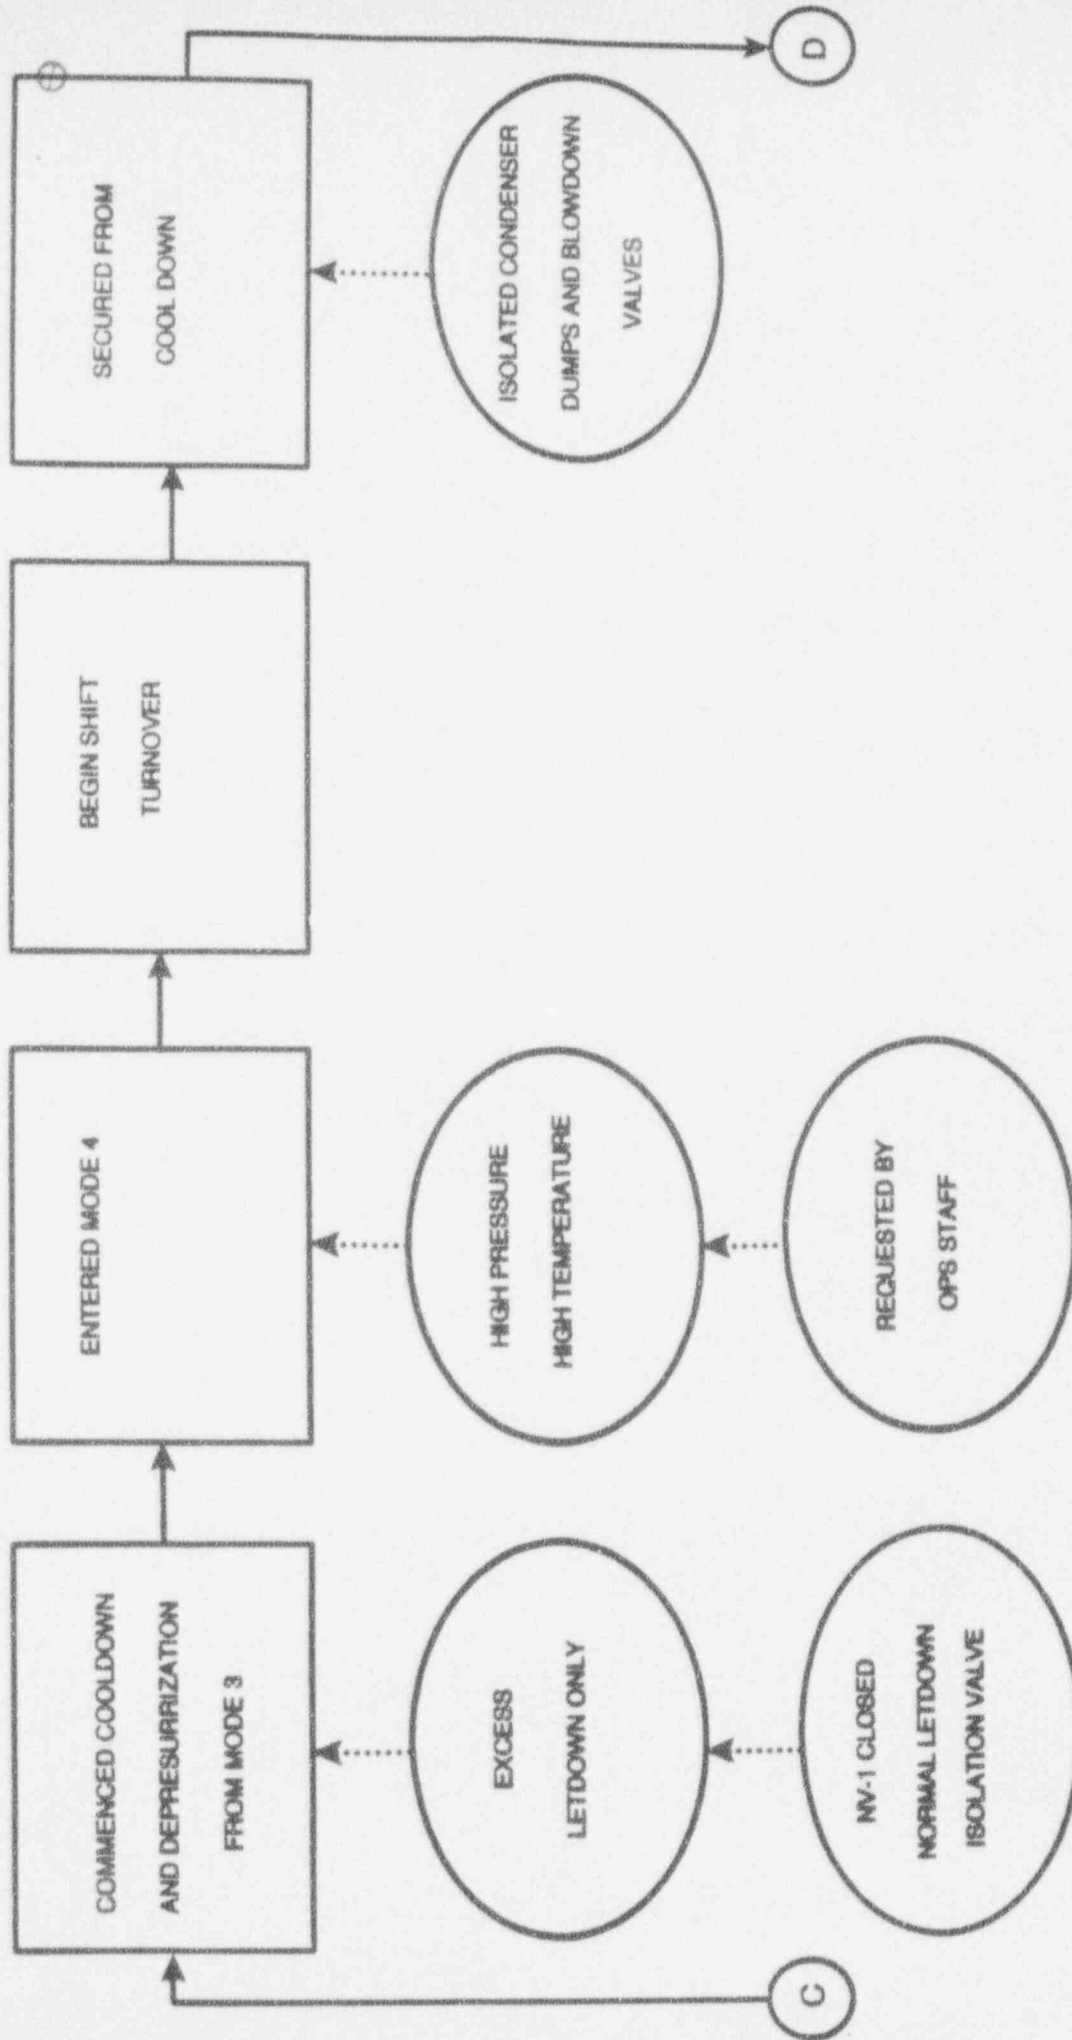 COMMENCED COOLDOWN
AND DEPRESURRIZATION
FROM MODE 3
ENTERED MODE 4
BEGIN SHIFT
TURNOVER
SECURED FROM
COOL DOWN
EXCESS
LETDOWN ONLY
HIGH PRESSURE
HIGH TEMPERATURE
ISOLATED CONDENSER
DUMPS AND BLOWDOWN
VALVES
NV-1 CLOSED
NORMAL LETDOWN
ISOLATION VALVE
REQUESTED BY
OPS STAFF
C
D